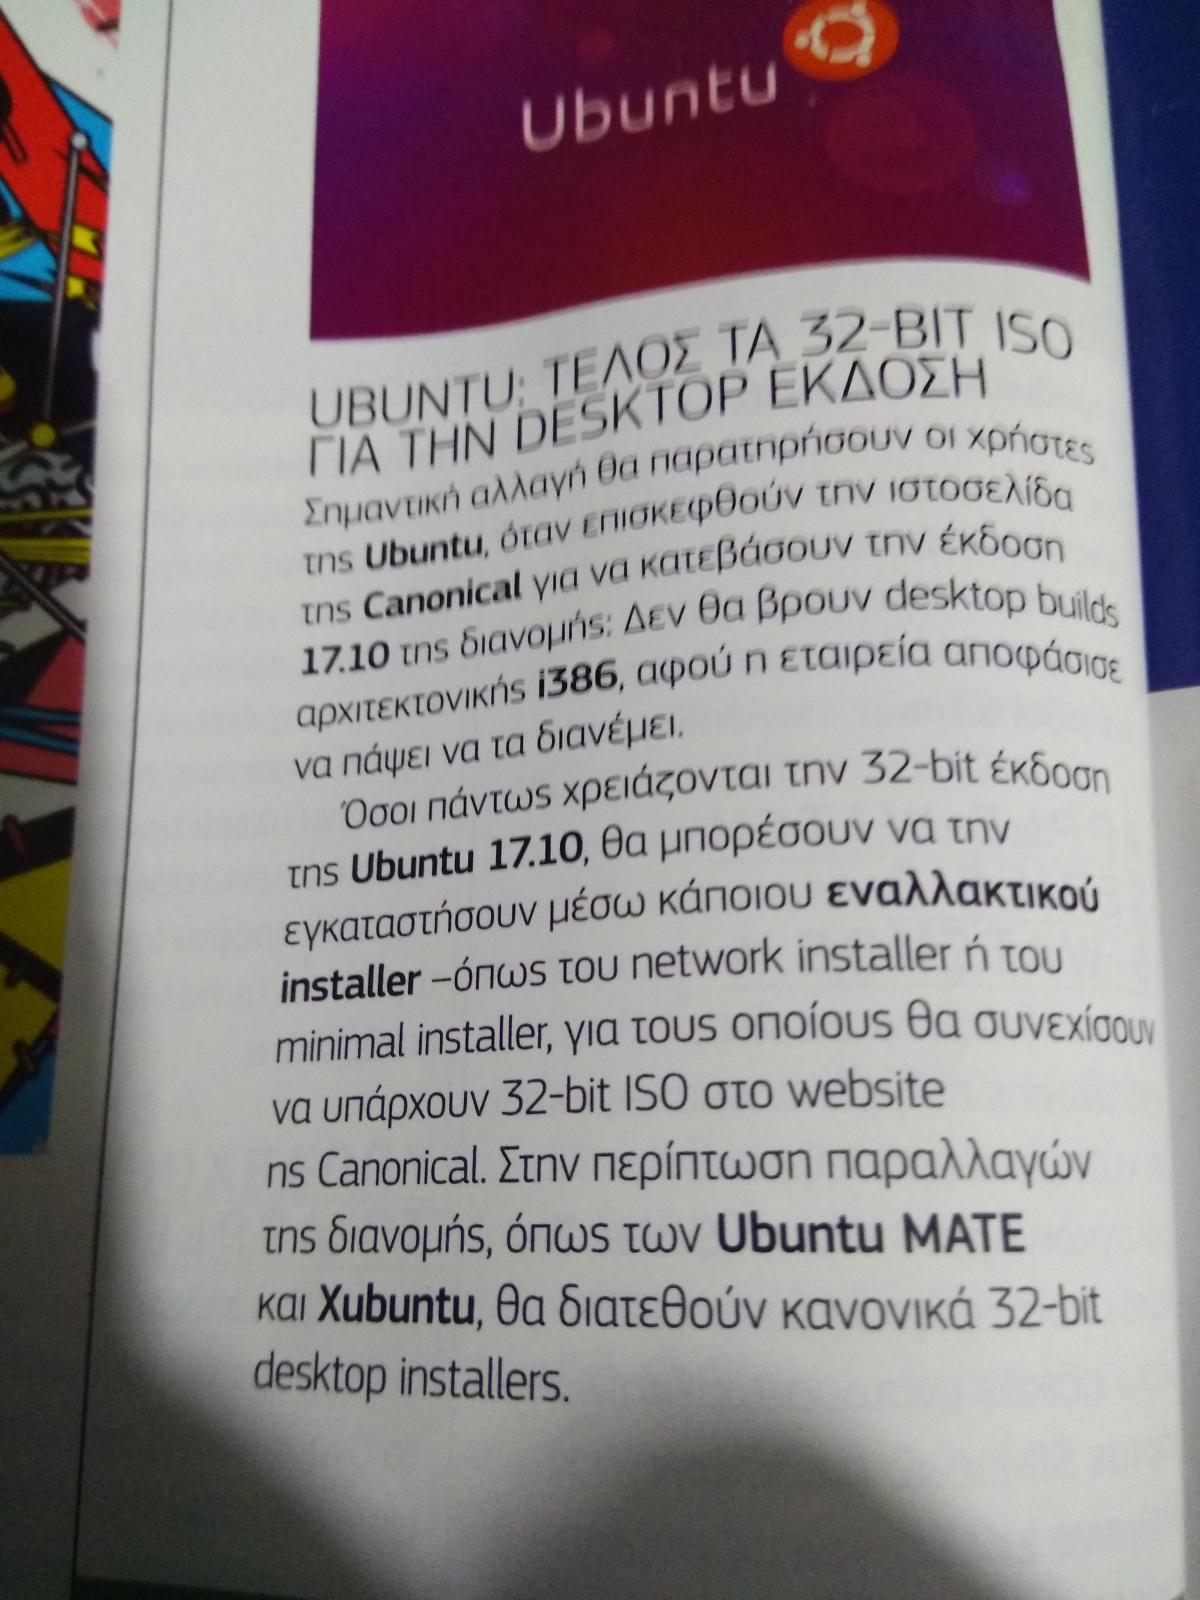 Ubuntu
UBUNTU: ΤΕΛΟΣ ΤΑ 32-BIT ISO
ΓΙΑ ΤΗΝ DESKTOP ΕΚΔΟΣΗ
Σημαντική αλλαγή θα παρατηρήσουν οι χρήστες
της Ubuntu, όταν επισκεφθούν την ιστοσελίδα
της Canonical για να κατεβάσουν την έκδοση
17.10 της διανομής: Δεν θα βρουν desktop builds
αρχιτεκτονικής i386, αφού η εταιρεία αποφάσισε
να πάψει να τα διανέμει.
Όσοι πάντως χρειάζονται την 32-bit έκδοση
της Ubuntu 17.10, θα μπορέσουν να την
εγκαταστήσουν μέσω κάποιου εναλλακτικού
installer –όπως του network installer ή του
minimal installer, για τους οποίους θα συνεχίσουν
να υπάρχουν 32-bit ISO στο website
ης Canonical. Στην περίπτωση παραλλαγών
της διανομής, όπως των Ubuntu MATE
και Xubuntu, θα διατεθούν κανονικά 32-bit
desktop installers.